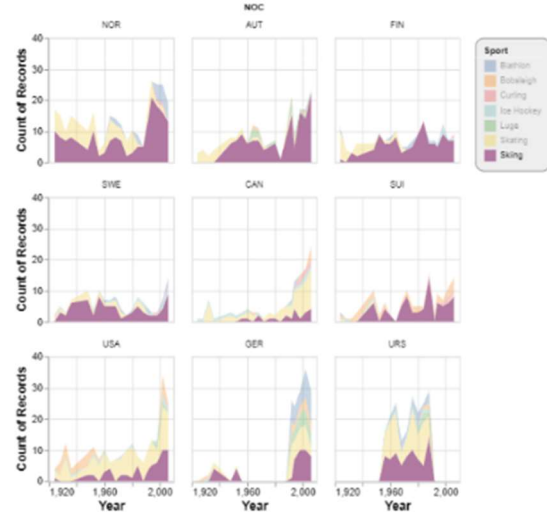 NOC
NOR AUT FIN
Count of Records
40
30
20
10
0
Sport
Biathlon
Bobsleigh
Curling
Ice Hockey
Luge
Skating
Skiing
SWE CAN SUI
Count of Records
40
30
20
10
0
USA GER URS
Count of Records
40
30
20
10
0
1,920 1,960 2,000 1,920 1,960 2,000 1,920 1,960 2,000
Year Year Year